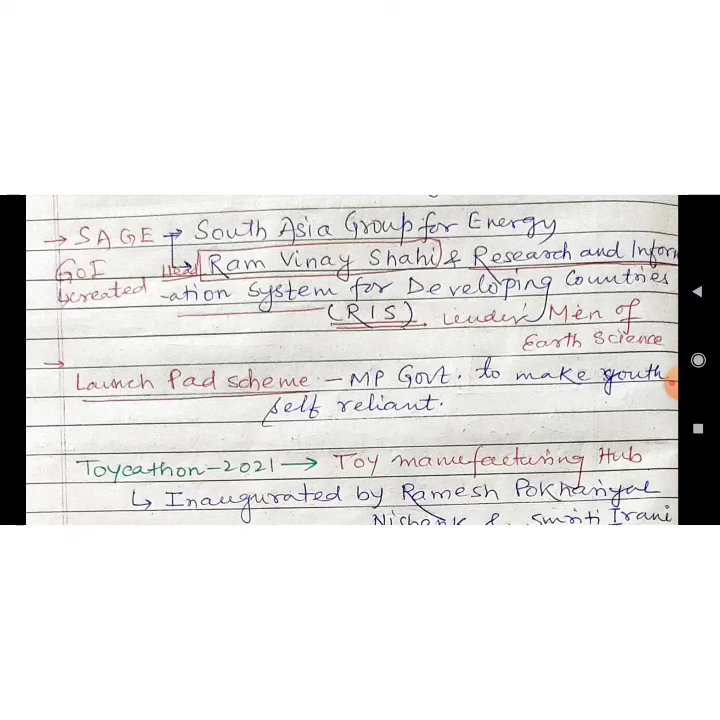 → SAGE → South Asia Group for Energy
GOI Head → Ram Vinay Shahi & Research and Inform
↳created -ation system for Developing Countries
(RIS). under Min of
Earth Science
→ Launch Pad scheme - MP Govt. to make youth
self reliant.
Toycathon-2021 → Toy manufacturing Hub
↳ Inaugurated by Ramesh Pokhariyal
Nishank & Smriti Irani